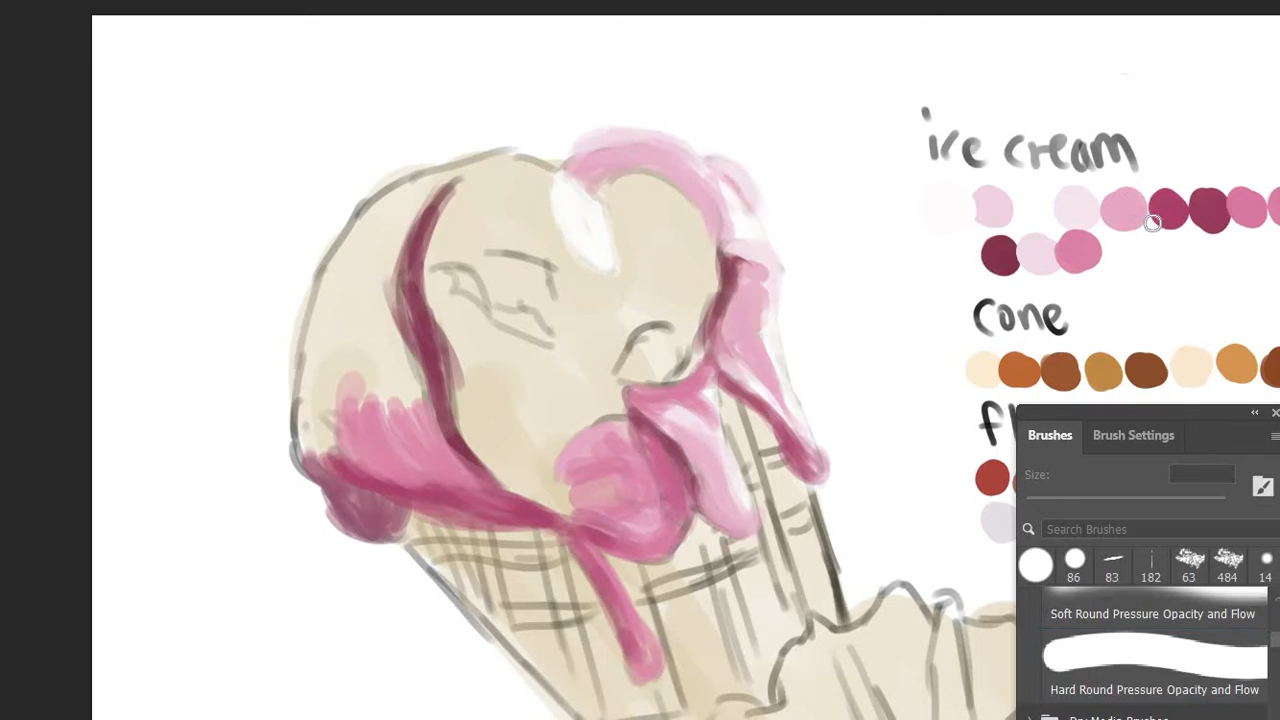 ice cream
cone
Brushes Brush Settings
Size:
Search Brushes
86 83 182 63 484 14
Soft Round Pressure Opacity and Flow
Hard Round Pressure Opacity and Flow